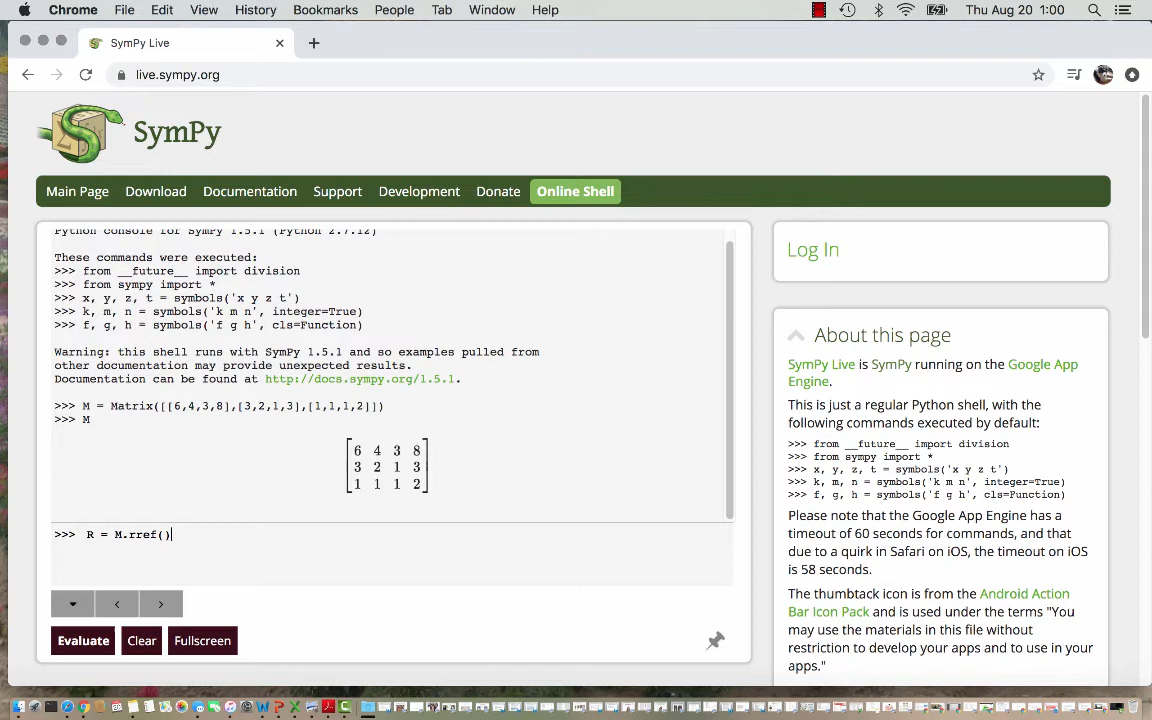 Chrome File Edit View History Bookmarks People Tab Window Help Thu Aug 20 1:00
SymPy Live
live.sympy.org
SymPy
Main Page Download Documentation Support Development Donate Online Shell
Python console for SymPy 1.5.1 (Python 2.7.12)
These commands were executed:
>>> from __future__ import division
>>> from sympy import *
>>> x, y, z, t = symbols('x y z t')
>>> k, m, n = symbols('k m n', integer=True)
>>> f, g, h = symbols('f g h', cls=Function)
Warning: this shell runs with SymPy 1.5.1 and so examples pulled from
other documentation may provide unexpected results.
Documentation can be found at http://docs.sympy.org/1.5.1.
>>> M = Matrix([[6,4,3,8],[3,2,1,3],[1,1,1,2]])
>>> M
6 4 3 8
3 2 1 3
1 1 1 2
>>> R = M.rref()
Evaluate Clear Fullscreen
Log In
About this page
SymPy Live is SymPy running on the Google App
Engine.
This is just a regular Python shell, with the
following commands executed by default:
>>> from __future__ import division
>>> from sympy import *
>>> x, y, z, t = symbols('x y z t')
>>> k, m, n = symbols('k m n', integer=True)
>>> f, g, h = symbols('f g h', cls=Function)
Please note that the Google App Engine has a
timeout of 60 seconds for commands, and that
due to a quirk in Safari on iOS, the timeout on iOS
is 58 seconds.
The thumbtack icon is from the Android Action
Bar Icon Pack and is used under the terms "You
may use the materials in this file without
restriction to develop your apps and to use in your
apps."